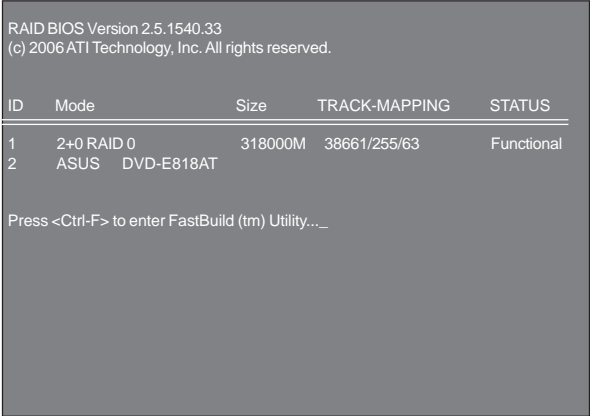 RAID BIOS Version 2.5.1540.33
(c) 2006 ATI Technology, Inc. All rights reserved.
ID Mode Size TRACK-MAPPING STATUS
1 2+0 RAID 0 318000M 38661/255/63 Functional
2 ASUS DVD-E818AT
Press <Ctrl-F> to enter FastBuild (tm) Utility..._